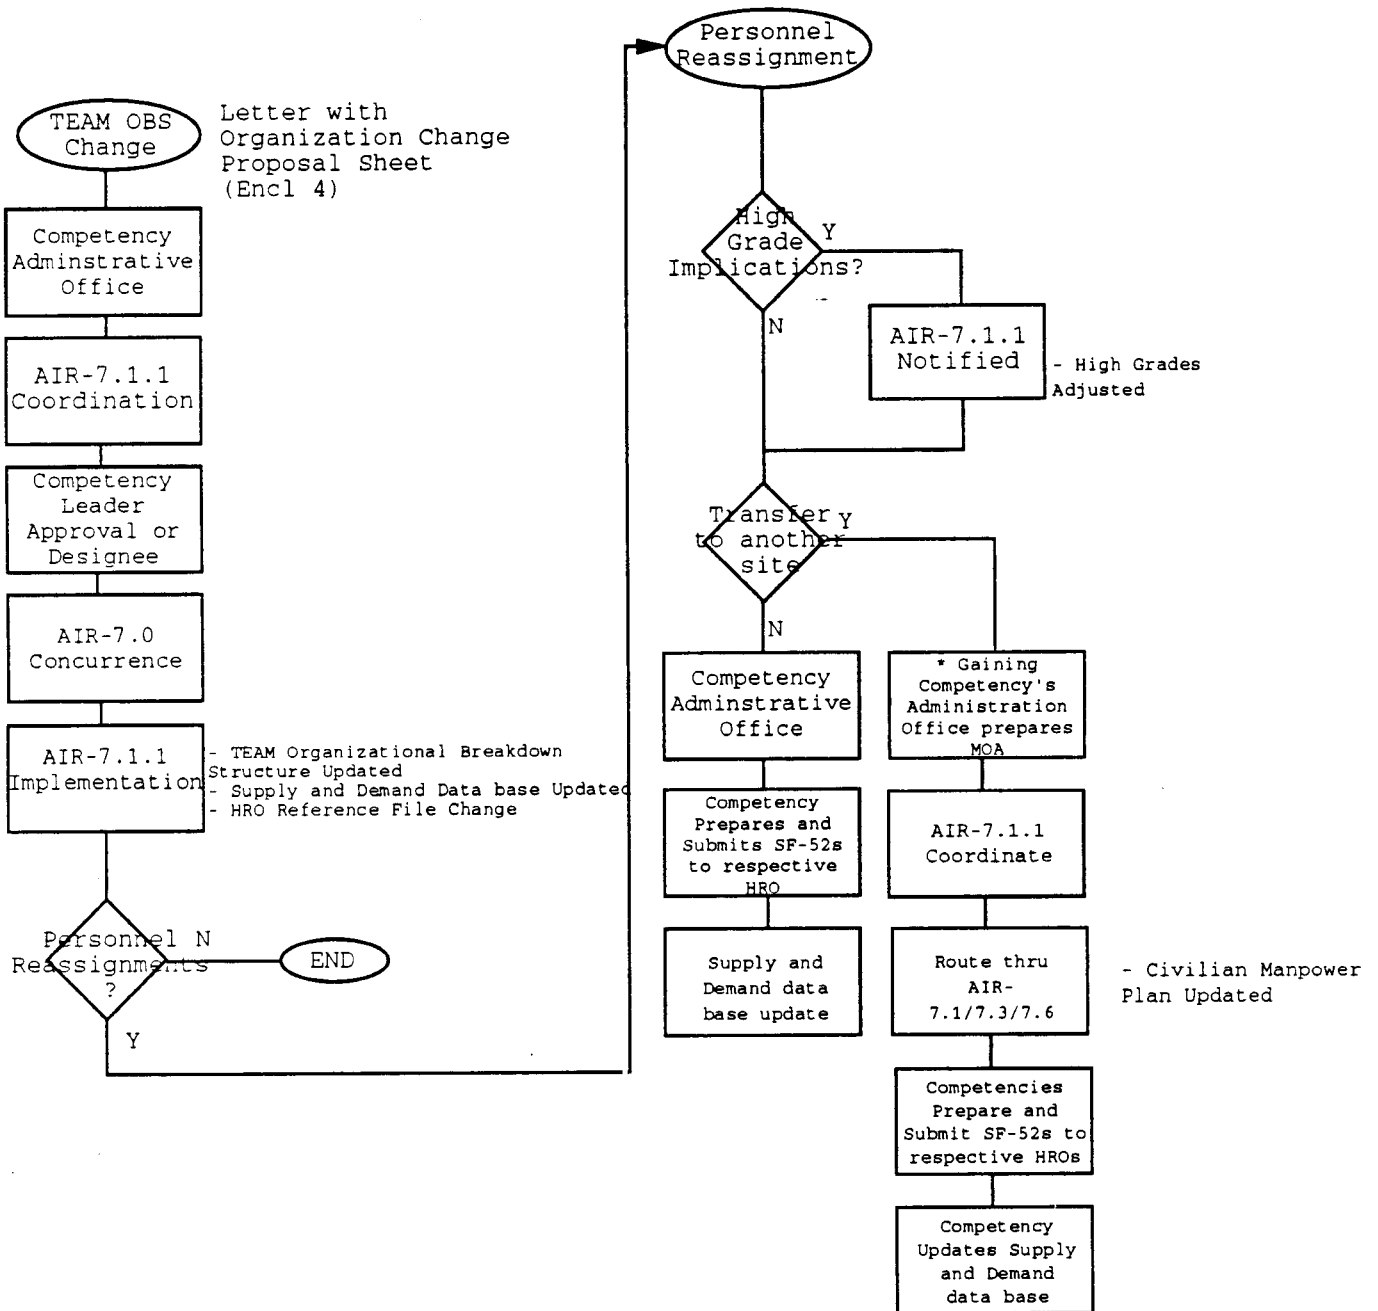 TEAM OBS
Change
Letter with
Organization Change
Proposal Sheet
(Encl 4)
Competency
Adminstrative
Office
AIR-7.1.1
Coordination
Competency
Leader
Approval or
Designee
AIR-7.0
Concurrence
AIR-7.1.1
Implementation
- TEAM Organizational Breakdown
Structure Updated
- Supply and Demand Data base Updated
- HRO Reference File Change
Personnel
Reassignments
?
N
END
Y
Personnel
Reassignment
High
Grade
Implications?
Y
N
AIR-7.1.1
Notified
- High Grades
Adjusted
Transfer
to another
site
Y
N
Competency
Adminstrative
Office
Competency
Prepares and
Submits SF-52s
to respective
HRO
Supply and
Demand data
base update
* Gaining
Competency's
Administration
Office prepares
MOA
AIR-7.1.1
Coordinate
Route thru
AIR-
7.1/7.3/7.6
- Civilian Manpower
Plan Updated
Competencies
Prepare and
Submit SF-52s to
respective HROs
Competency
Updates Supply
and Demand
data base